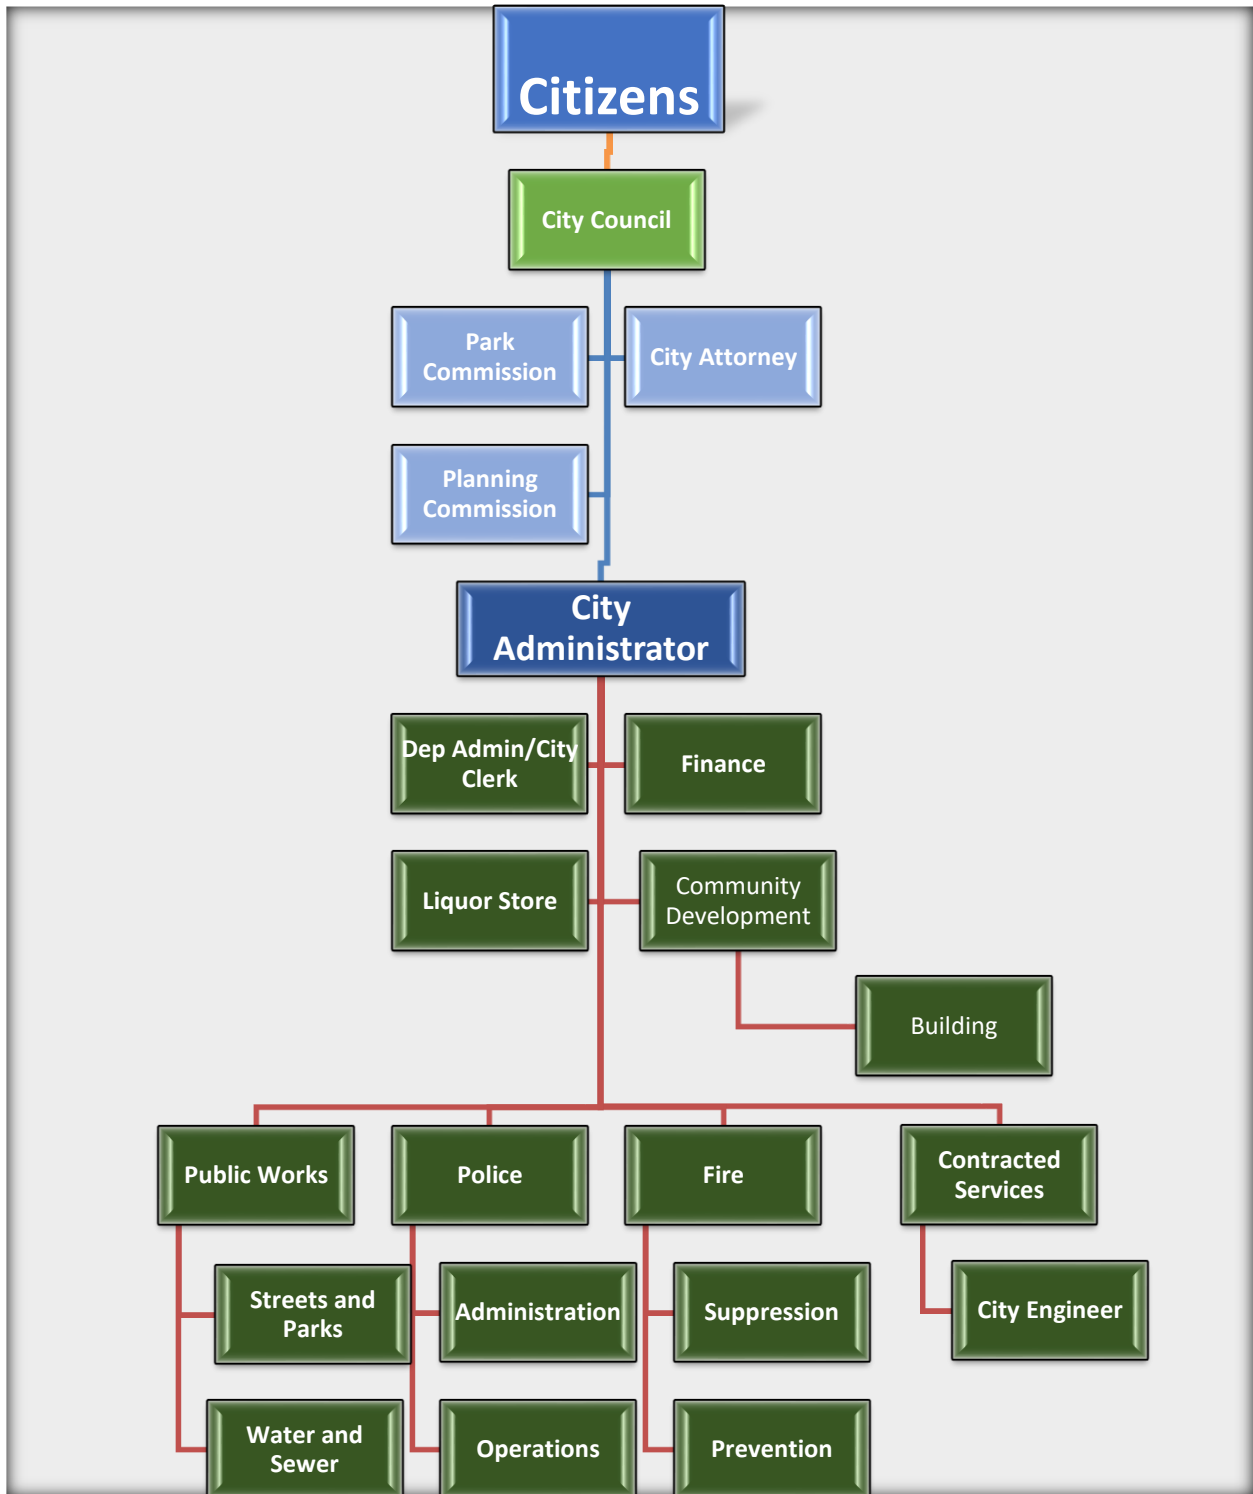 Citizens
City Council
Park
Commission
City Attorney
Planning
Commission
City
Administrator
Dep Admin/City
Clerk
Finance
Liquor Store
Community
Development
Building
Public Works
Police
Fire
Contracted
Services
Streets and
Parks
Administration
Suppression
City Engineer
Water and
Sewer
Operations
Prevention